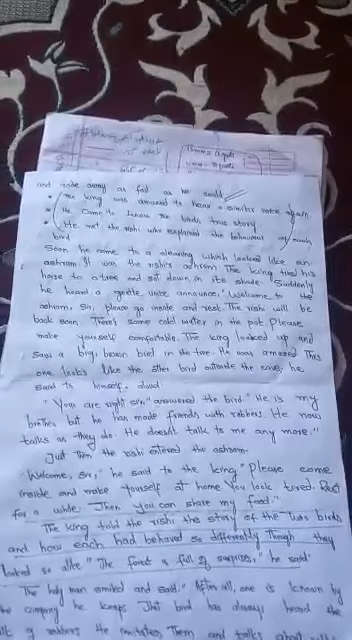 and rode away as fast as he could
• The king was amazed to hear a similar voice again.
• He came to know the birds true story
• He met the rishi who explained the behaviour of each bird
Soon he came to a clearing which looked like an
ashram. It was the rishi's ashram. The king tied his
horse to a tree and sat down in its shade. Suddenly
he heard a gentle voice announce, "Welcome to the
ashram, Sir, please go inside and rest. The rishi will be
back soon. There's some cold water in the pot. Please
make yourself comfortable. The king looked up and
saw a big, brown bird in the tree. He was amazed. This
one looks like the other bird outside the cave, he
said to himself, aloud.
"You are right sir," answered the bird. "He is my
brother but he has made friends with robbers. He now
talks as they do. He doesn't talk to me any more."
Just then the rishi entered the ashram.
"Welcome, sir," he said to the king, "Please come
inside and make yourself at home. You look tired. Rest
for a while. Then you can share my food."
The king told the rishi the story of the two birds
and how each had behaved so differently though they
looked so alike. "The forest is full of surprises," he said
The holy man smiled and said." After all, one is known by
the company he keeps. That bird has always heard the
talk of robbers. He imitates them and talks